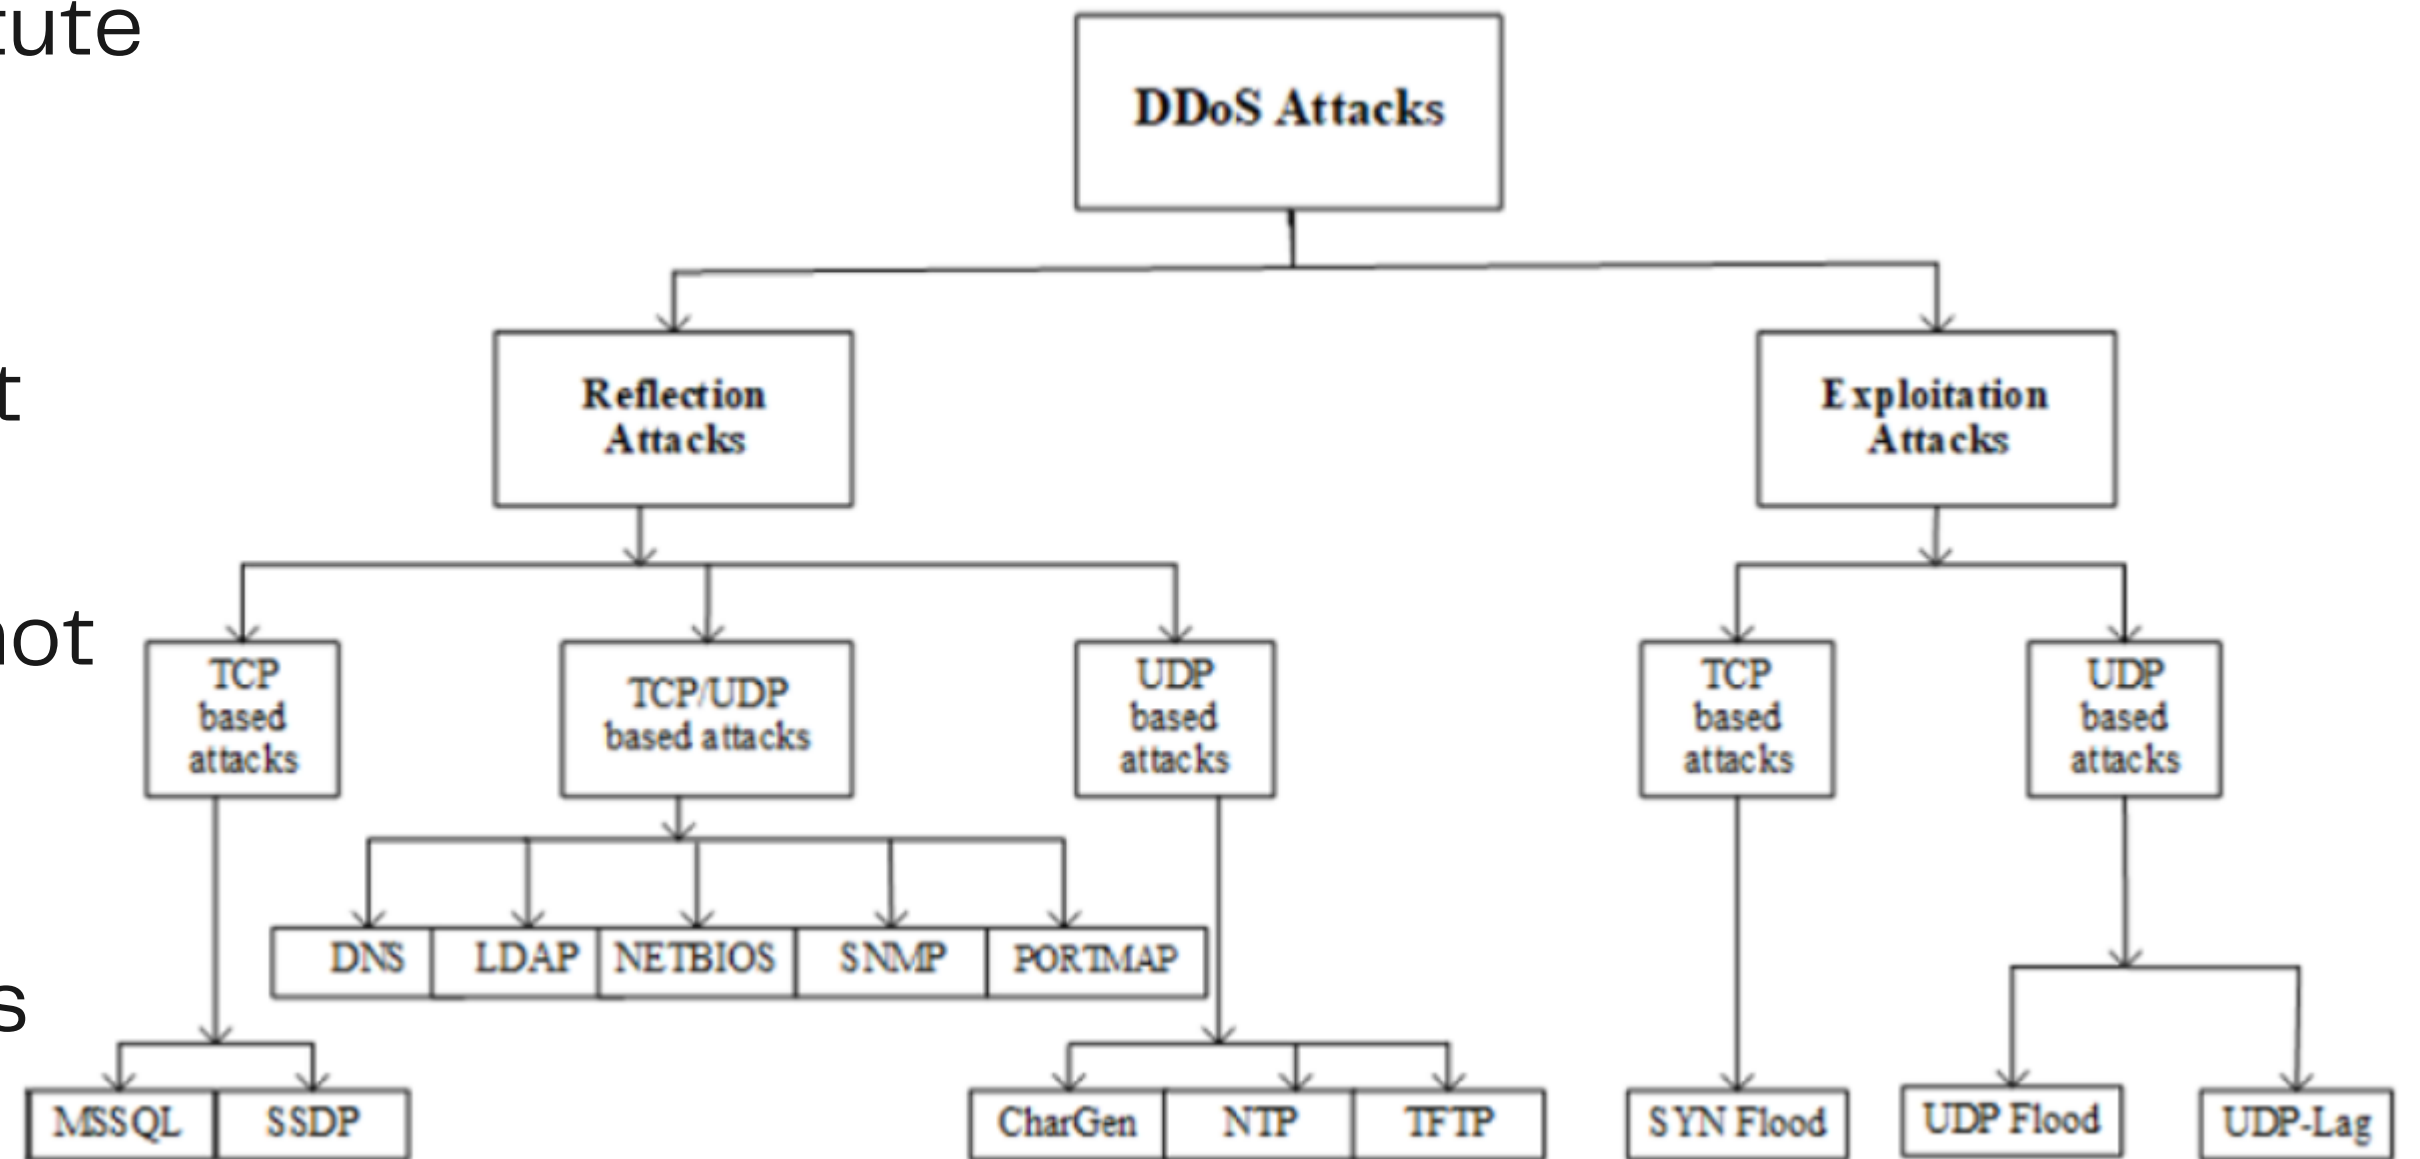 tute
DDoS Attacks
t
Reflection
Attacks
Exploitation
Attacks
not
TCP
based
attacks
TCP/UDP
based attacks
UDP
based
attacks
TCP
based
attacks
UDP
based
attacks
DNS
LDAP
NETBIOS
SNMP
PORTMAP
s
MSSQL
SSDP
CharGen
NTP
TFTP
SYN Flood
UDP Flood
UDP-Lag